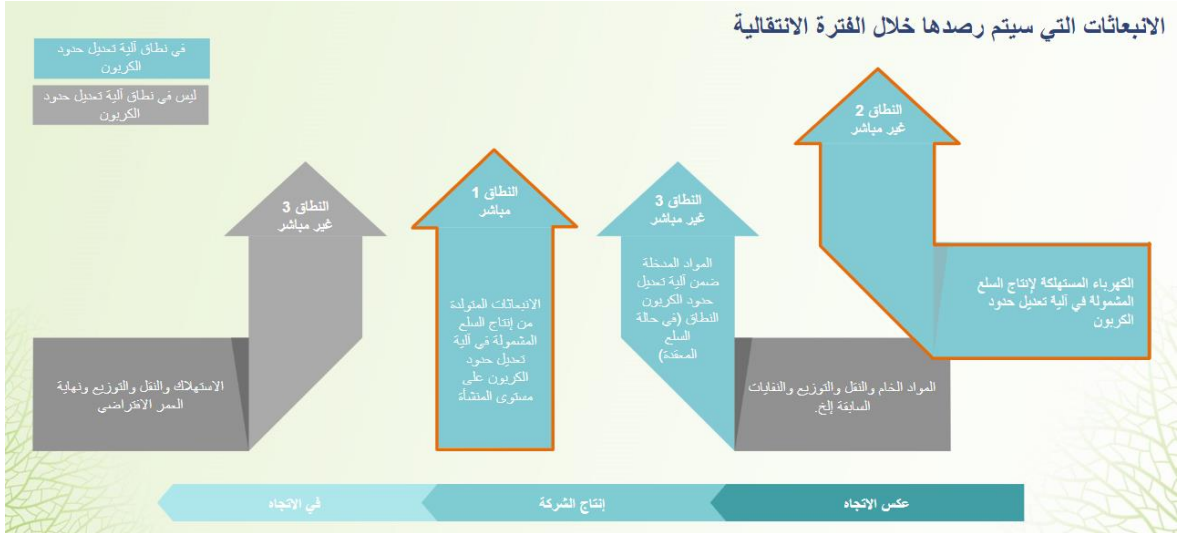 الانبعاثات التي سيتم رصدها خلال الفترة الانتقالية
في نطاق آلية تعديل حدود
الكربون
ليس في نطاق آلية تعديل حدود
الكربون
النطاق 2
غير مباشر
الكهرباء المستهلكة لإنتاج السلع
المشمولة في آلية تعديل حدود
الكربون
النطاق 3
غير مباشر
المواد المدخلة
ضمن آلية تعديل
حدود الكربون
النطاق (في حالة
السلع
المعقدة)
المواد الخام والنقل والتوزيع والنفايات
السابقة إلخ.
النطاق 1
مباشر
الانبعاثات المتولدة
من إنتاج السلع
المشمولة في آلية
تعديل حدود
الكربون على
مستوى المنشأة
النطاق 3
غير مباشر
الاستهلاك والنقل والتوزيع ونهاية
العمر الافتراضي
عكس الاتجاه
إنتاج الشركة
في الاتجاه